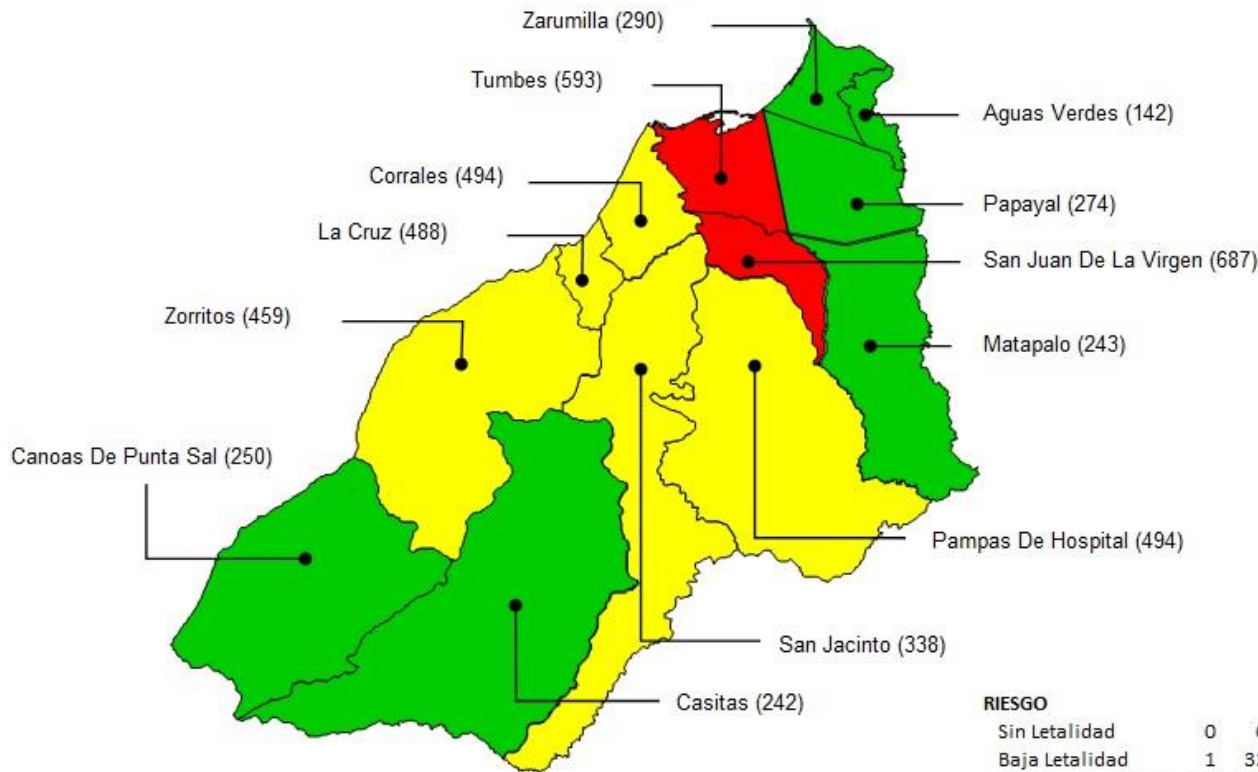 Zarumilla (290)
Tumbes (593)
Aguas Verdes (142)
Corrales (494)
Papayal (274)
La Cruz (488)
San Juan De La Virgen (687)
Zorritos (459)
Matapalo (243)
Canoas De Punta Sal (250)
Pampas De Hospital (494)
San Jacinto (338)
Casitas (242)
RIESGO
Sin Letalidad 0
Baja Letalidad 1